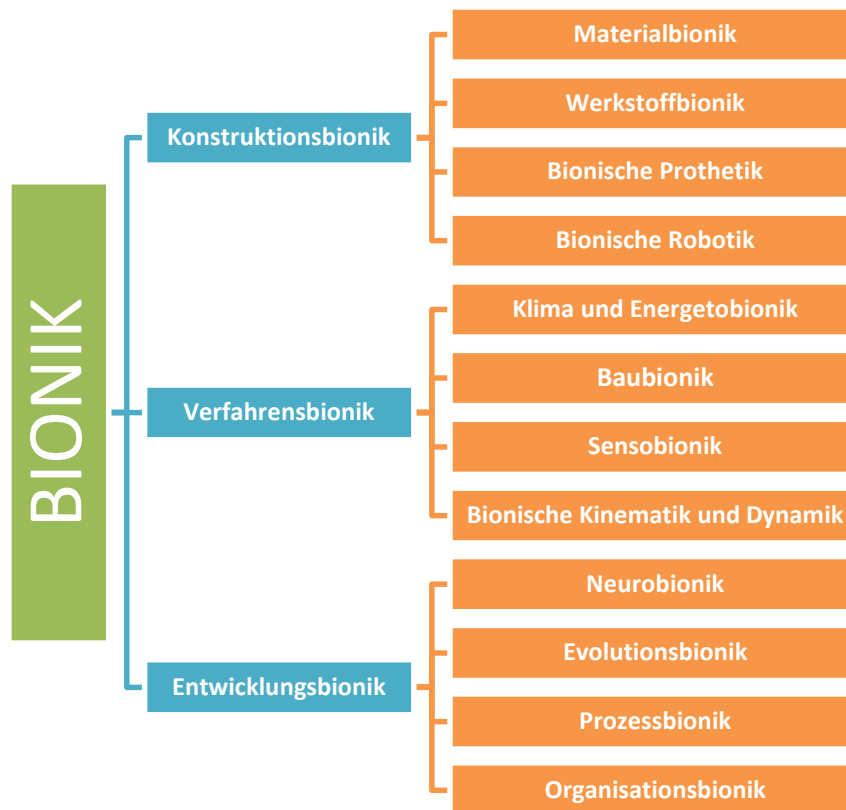 BIONIK
Konstruktionsbionik
Materialbionik
Werkstoffbionik
Bionische Prothetik
Bionische Robotik
Verfahrensbionik
Klima und Energetobionik
Baubionik
Sensobionik
Bionische Kinematik und Dynamik
Entwicklungsbionik
Neurobionik
Evolutionsbionik
Prozessbionik
Organisationsbionik